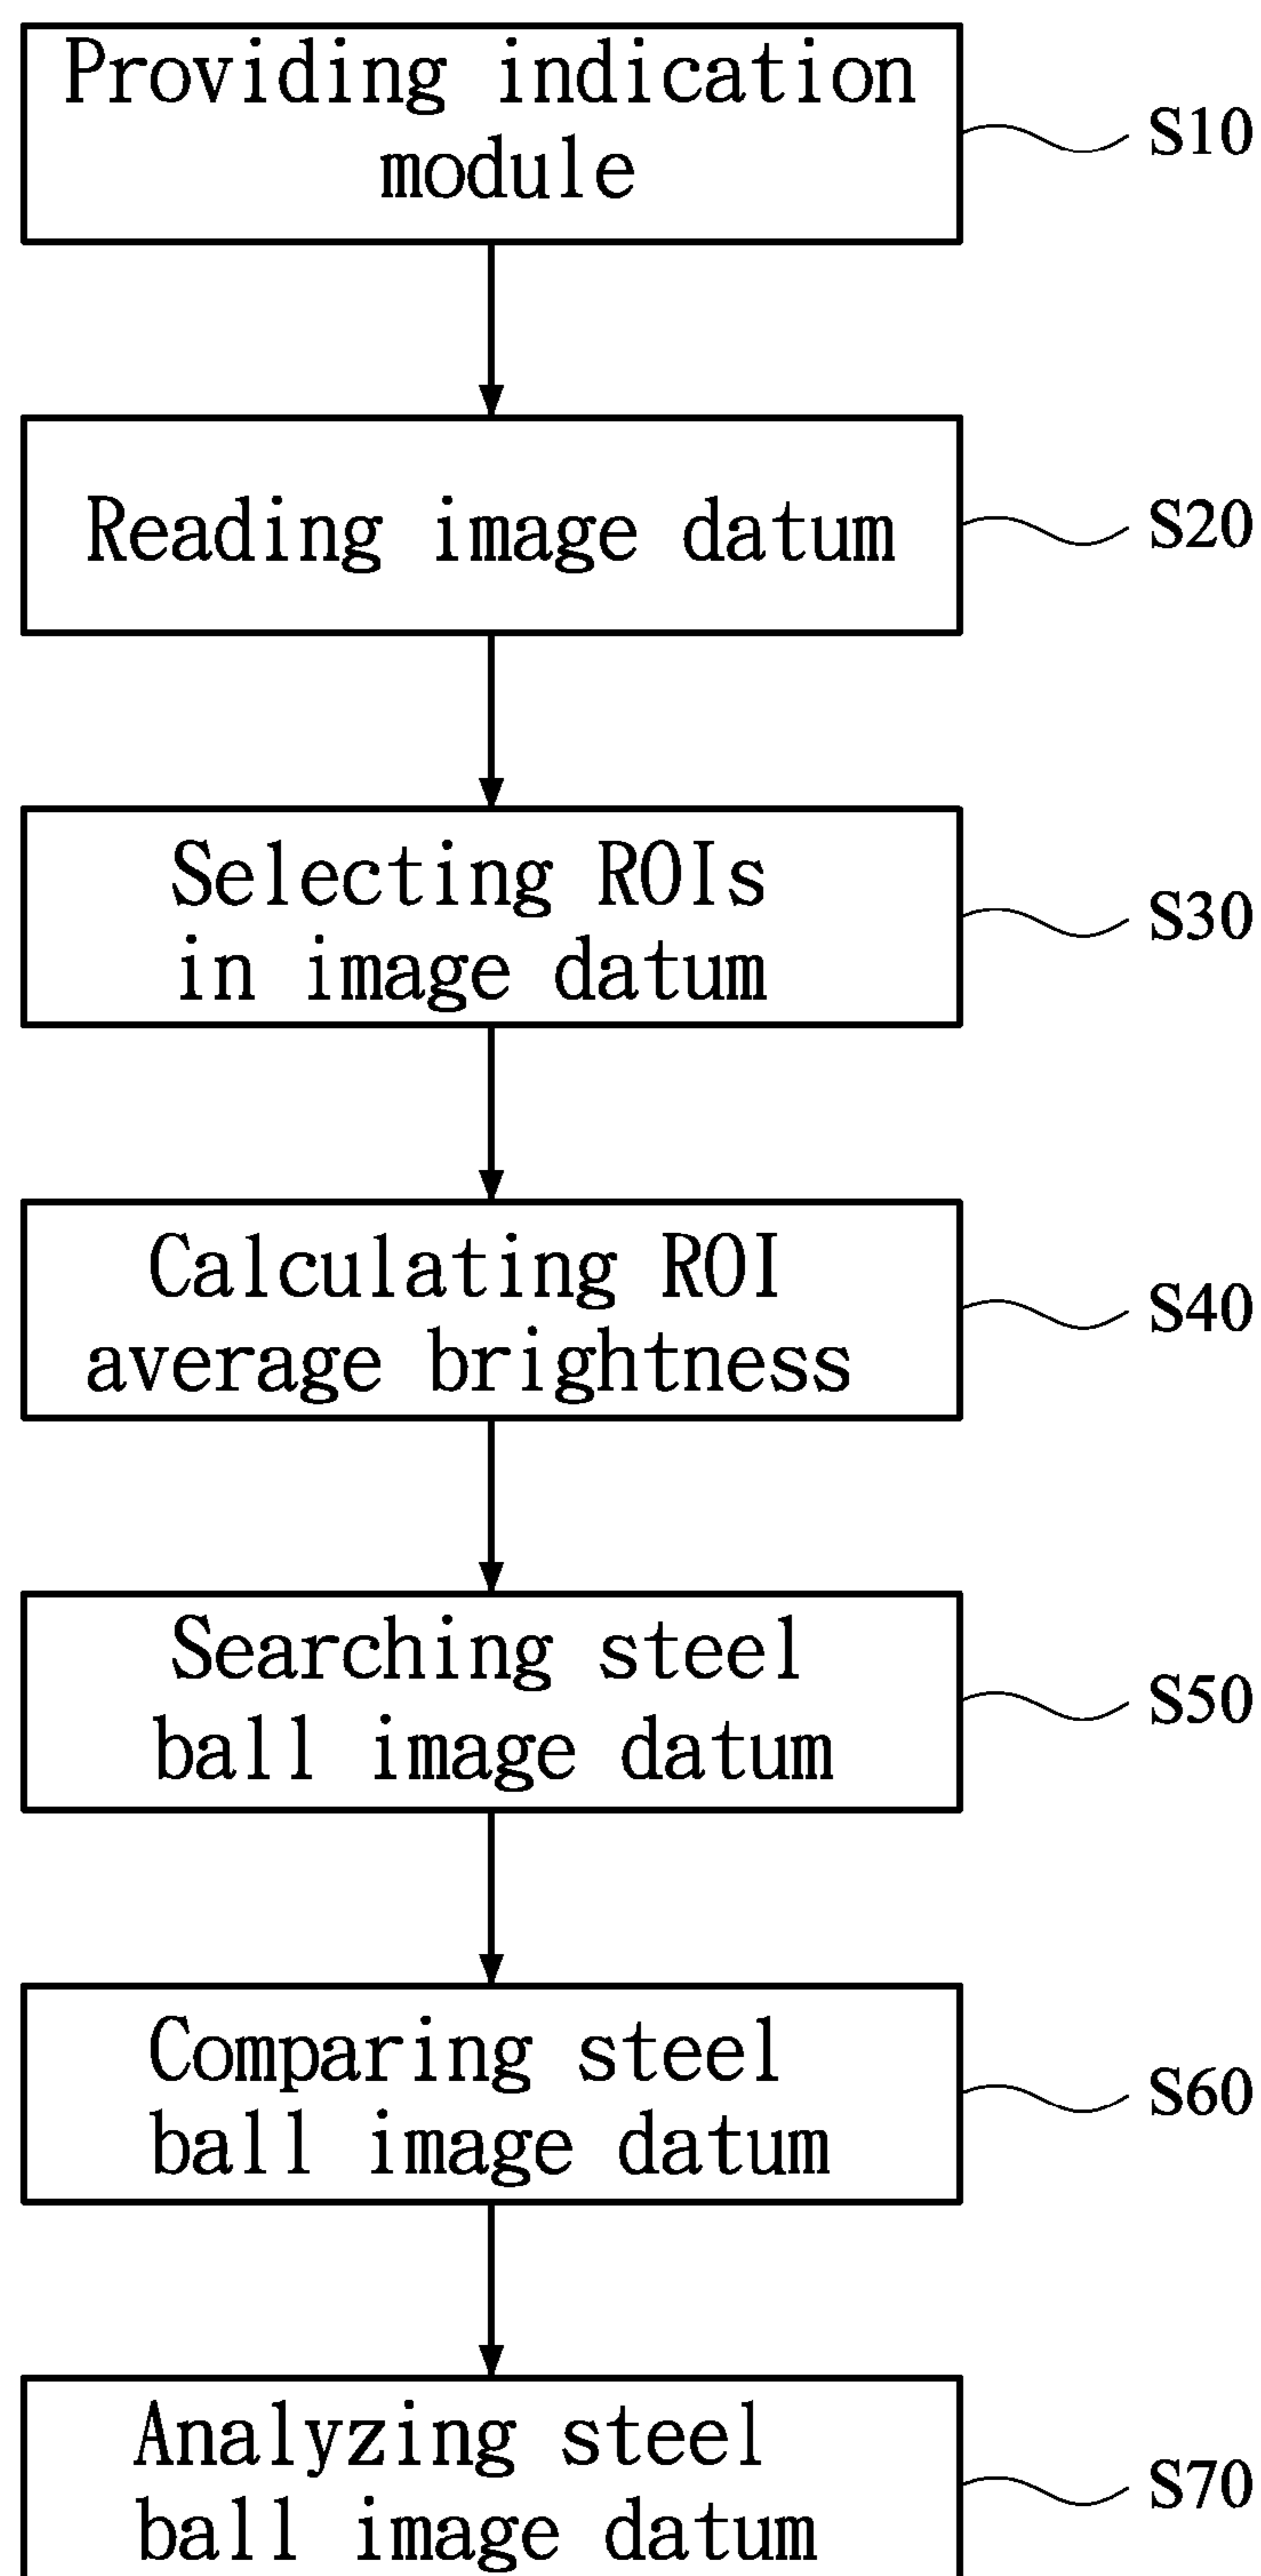 Providing indication
module
S10
Reading image datum
S20
Selecting ROIs
in image datum
S30
Calculating ROI
average brightness
S40
Searching steel
ball image datum
S50
Comparing steel
ball image datum
S60
Analyzing steel
ball image datum
S70